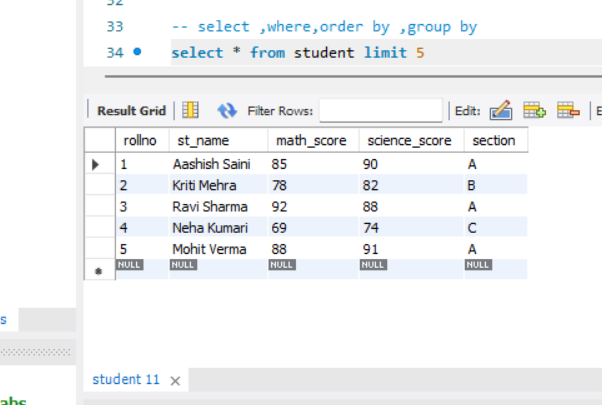 33 -- select ,where,order by ,group by
34 select * from student limit 5
Result Grid Filter Rows: Edit:
rollno st_name math_score science_score section
1 Aashish Saini 85 90 A
2 Kriti Mehra 78 82 B
3 Ravi Sharma 92 88 A
4 Neha Kumari 69 74 C
5 Mohit Verma 88 91 A
NULL NULL NULL NULL NULL
student 11